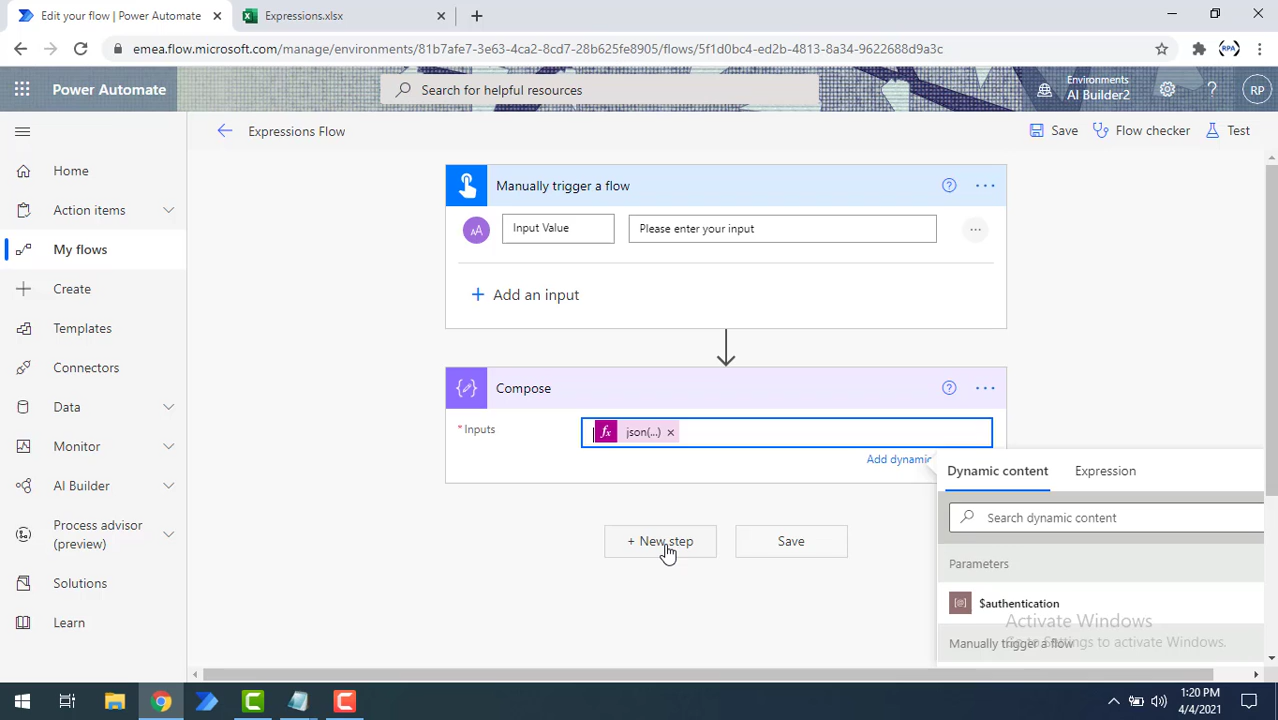 Edit your flow | Power Automate
Expressions.xlsx
emea.flow.microsoft.com/manage/environments/81b7afe7-3e63-4ca2-8cd7-28b625fe8905/flows/5f1d0bc4-ed2b-4813-8a34-9622688d9a3c
RPA
Power Automate
Search for helpful resources
Environments
AI Builder2
RP
Expressions Flow
Save
Flow checker
Test
Home
Action items
My flows
Create
Templates
Connectors
Data
Monitor
AI Builder
Process advisor
(preview)
Solutions
Learn
Manually trigger a flow
AA
Input Value
Please enter your input
Add an input
Compose
* Inputs
fx json(...)
Add dynamic
+ New step
Save
Dynamic content
Expression
Search dynamic content
Parameters
$authentication
Manually trigger a flow
Activate Windows
Go to Settings to activate Windows.
1:20 PM
4/4/2021